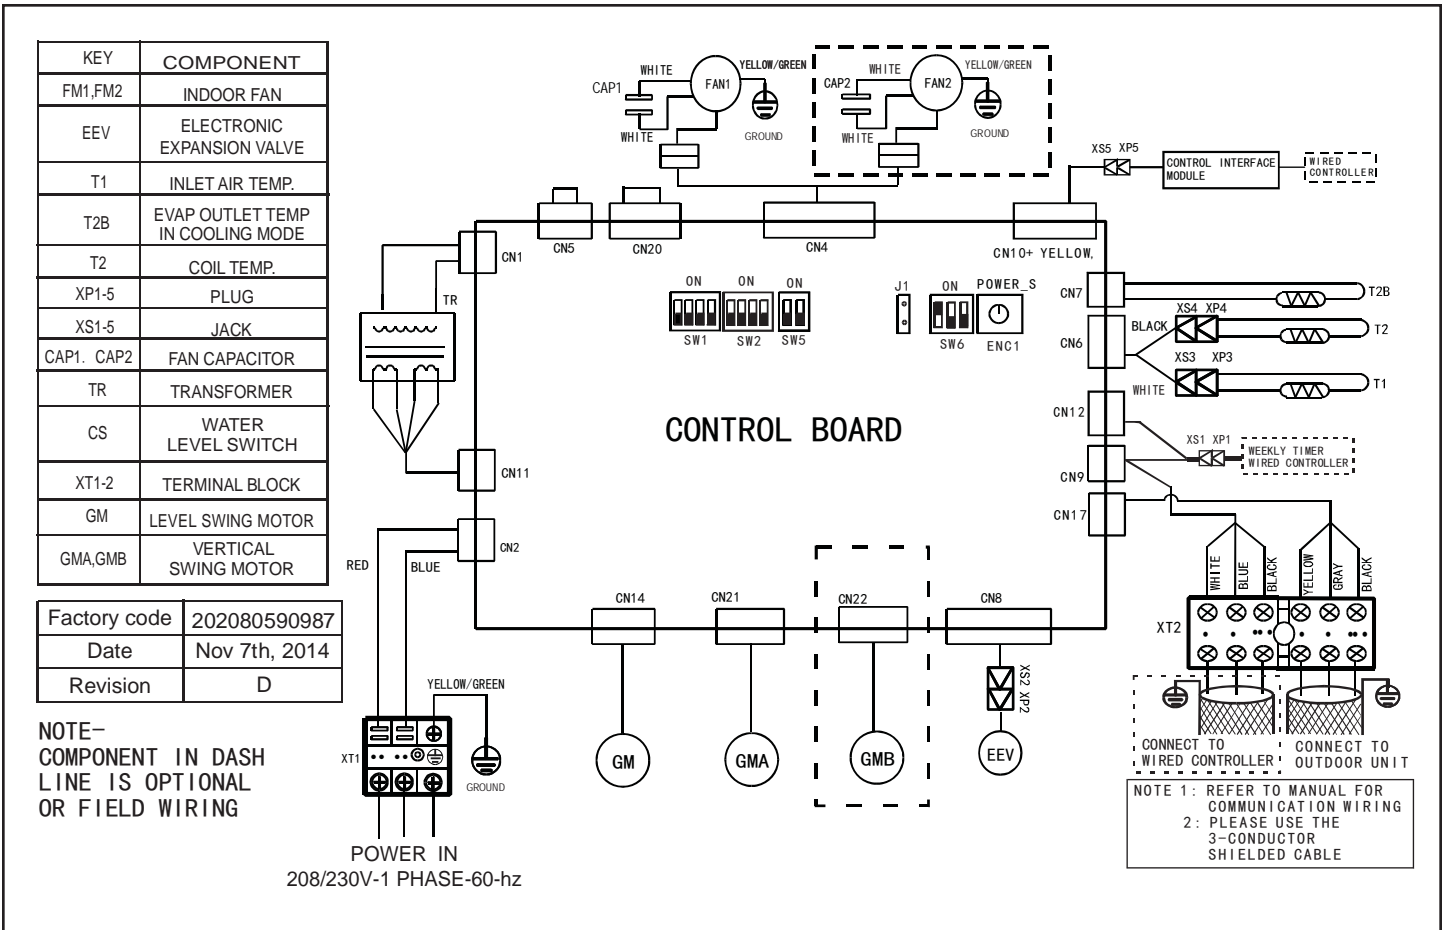 KEY COMPONENT
FM1,FM2 INDOOR FAN
EEV ELECTRONIC
EXPANSION VALVE
T1 INLET AIR TEMP.
T2B EVAP OUTLET TEMP
IN COOLING MODE
T2 COIL TEMP.
XP1-5 PLUG
XS1-5 JACK
CAP1. CAP2 FAN CAPACITOR
TR TRANSFORMER
CS WATER
LEVEL SWITCH
XT1-2 TERMINAL BLOCK
GM LEVEL SWING MOTOR
GMA,GMB VERTICAL
SWING MOTOR
Factory code 202080590987
Date Nov 7th, 2014
Revision D
NOTE-
COMPONENT IN DASH
LINE IS OPTIONAL
OR FIELD WIRING
CAP1
WHITE
FAN1
YELLOW/GREEN
WHITE
GROUND
CAP2
WHITE
FAN2
YELLOW/GREEN
WHITE
GROUND
XS5 XP5
CONTROL INTERFACE
MODULE
WIRED
CONTROLLER
CN1
CN5
CN20
CN4
CN10+ YELLOW,
TR
ON
SW1
ON
SW2
ON
SW5
J1
ON
SW6
POWER_S
ENC1
CN7
T2B
CN6
BLACK
XS4 XP4
T2
XS3 XP3
WHITE
T1
CONTROL BOARD
CN12
CN9
XS1 XP1
WEEKLY TIMER
WIRED CONTROLLER
CN17
CN11
CN2
RED
BLUE
YELLOW/GREEN
XT1
GROUND
POWER IN
208/230V-1 PHASE-60-hz
CN14
GM
CN21
GMA
CN22
GMB
CN8
XS2 XP2
EEV
WHITE
BLUE
BLACK
YELLOW
GRAY
BLACK
XT2
CONNECT TO
WIRED CONTROLLER
CONNECT TO
OUTDOOR UNIT
NOTE 1: REFER TO MANUAL FOR
COMMUNICATION WIRING
2: PLEASE USE THE
3-CONDUCTOR
SHIELDED CABLE